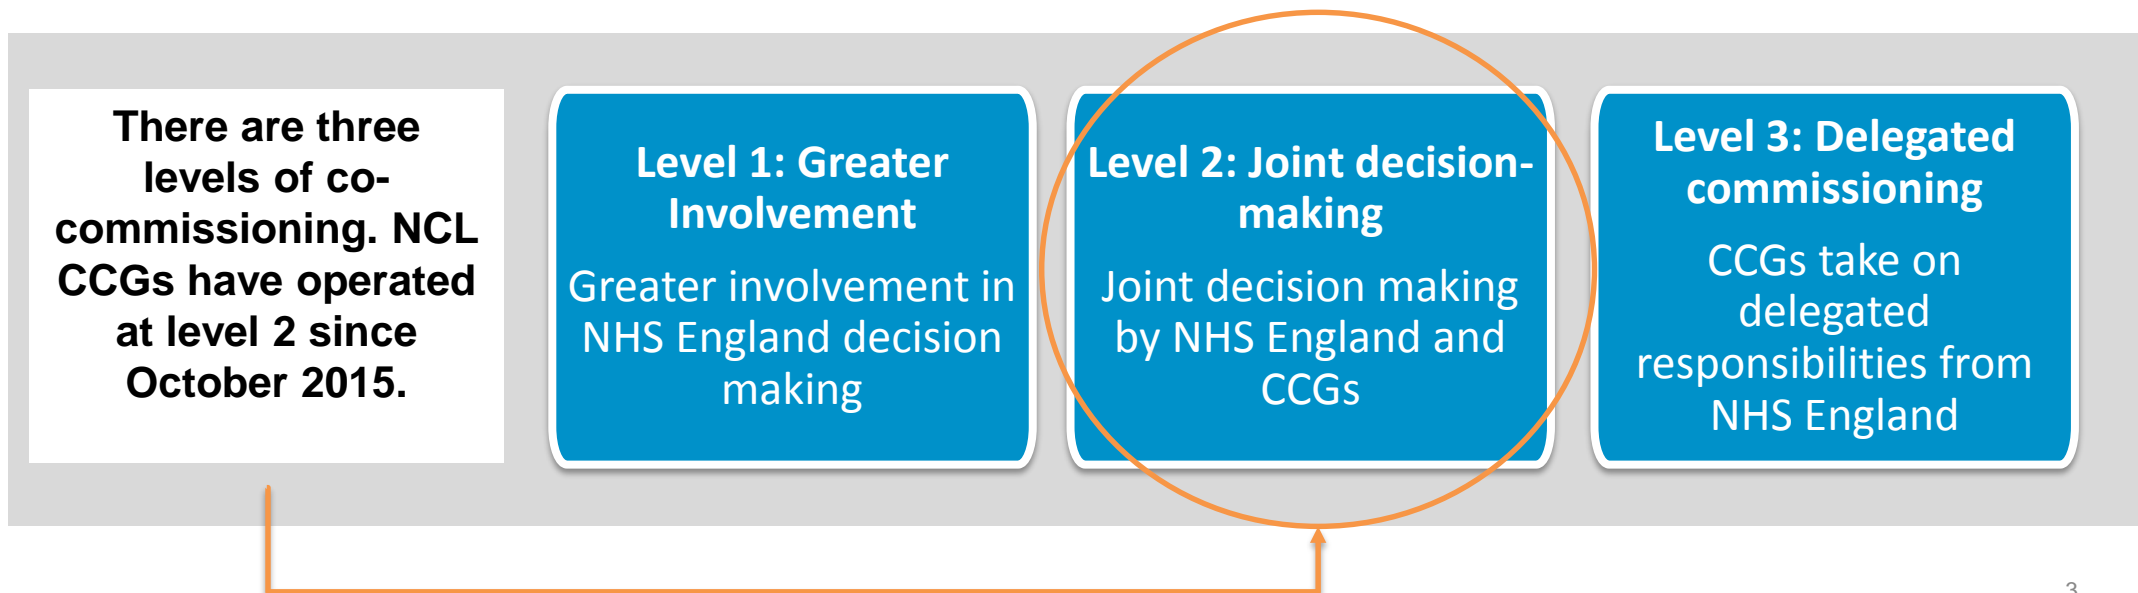 There are three
levels of co-
commissioning. NCL
CCGs have operated
at level 2 since
October 2015.
Level 1: Greater
Involvement
Greater involvement in
NHS England decision
making
Level 2: Joint decision-
making
Joint decision making
by NHS England and
CCGs
Level 3: Delegated
commissioning
CCGs take on
delegated
responsibilities from
NHS England
3